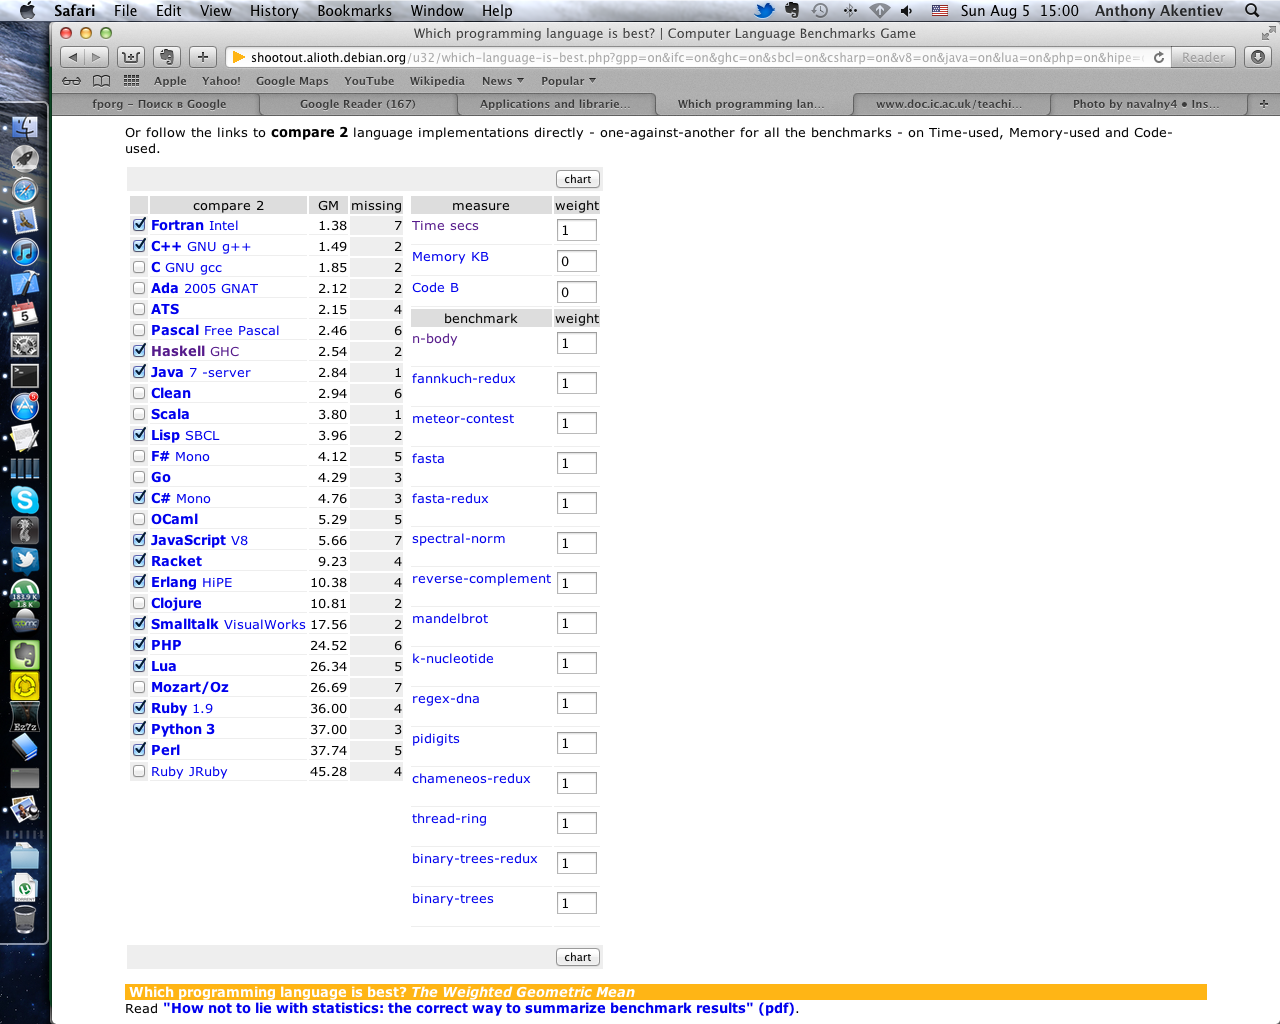 Safari File Edit View History Bookmarks Window Help Sun Aug 5 15:00 Anthony Akentiev
Which programming language is best? | Computer Language Benchmarks Game
shootout.alioth.debian.org/u32/which-language-is-best.php?gpp=on&ifc=on&ghc=on&sbcl=on&csharp=on&v8=on&java=on&lua=on&php=on&hipe= Reader
Apple Yahoo! Google Maps YouTube Wikipedia News Popular
fporg - Поиск в Google Google Reader (167) Applications and librarie... Which programming lan... www.doc.ic.ac.uk/teachi... Photo by navalny4 • Ins...
Or follow the links to compare 2 language implementations directly - one-against-another for all the benchmarks - on Time-used, Memory-used and Code-
used.
chart
compare 2 GM missing
Fortran Intel 1.38 7
C++ GNU g++ 1.49 2
C GNU gcc 1.85 2
Ada 2005 GNAT 2.12 2
ATS 2.15 4
Pascal Free Pascal 2.46 6
Haskell GHC 2.54 2
Java 7 -server 2.84 1
Clean 2.94 6
Scala 3.80 1
Lisp SBCL 3.96 2
F# Mono 4.12 5
Go 4.29 3
C# Mono 4.76 3
OCaml 5.29 5
JavaScript V8 5.66 7
Racket 9.23 4
Erlang HiPE 10.38 4
Clojure 10.81 2
Smalltalk VisualWorks 17.56 2
PHP 24.52 6
Lua 26.34 5
Mozart/Oz 26.69 7
Ruby 1.9 36.00 4
Python 3 37.00 3
Perl 37.74 5
Ruby JRuby 45.28 4
measure weight
Time secs 1
Memory KB 0
Code B 0
benchmark weight
n-body 1
fannkuch-redux 1
meteor-contest 1
fasta 1
fasta-redux 1
spectral-norm 1
reverse-complement 1
mandelbrot 1
k-nucleotide 1
regex-dna 1
pidigits 1
chameneos-redux 1
thread-ring 1
binary-trees-redux 1
binary-trees 1
chart
Which programming language is best? The Weighted Geometric Mean
Read "How not to lie with statistics: the correct way to summarize benchmark results" (pdf).
5
183.9 K
1.8 K
Ez7z